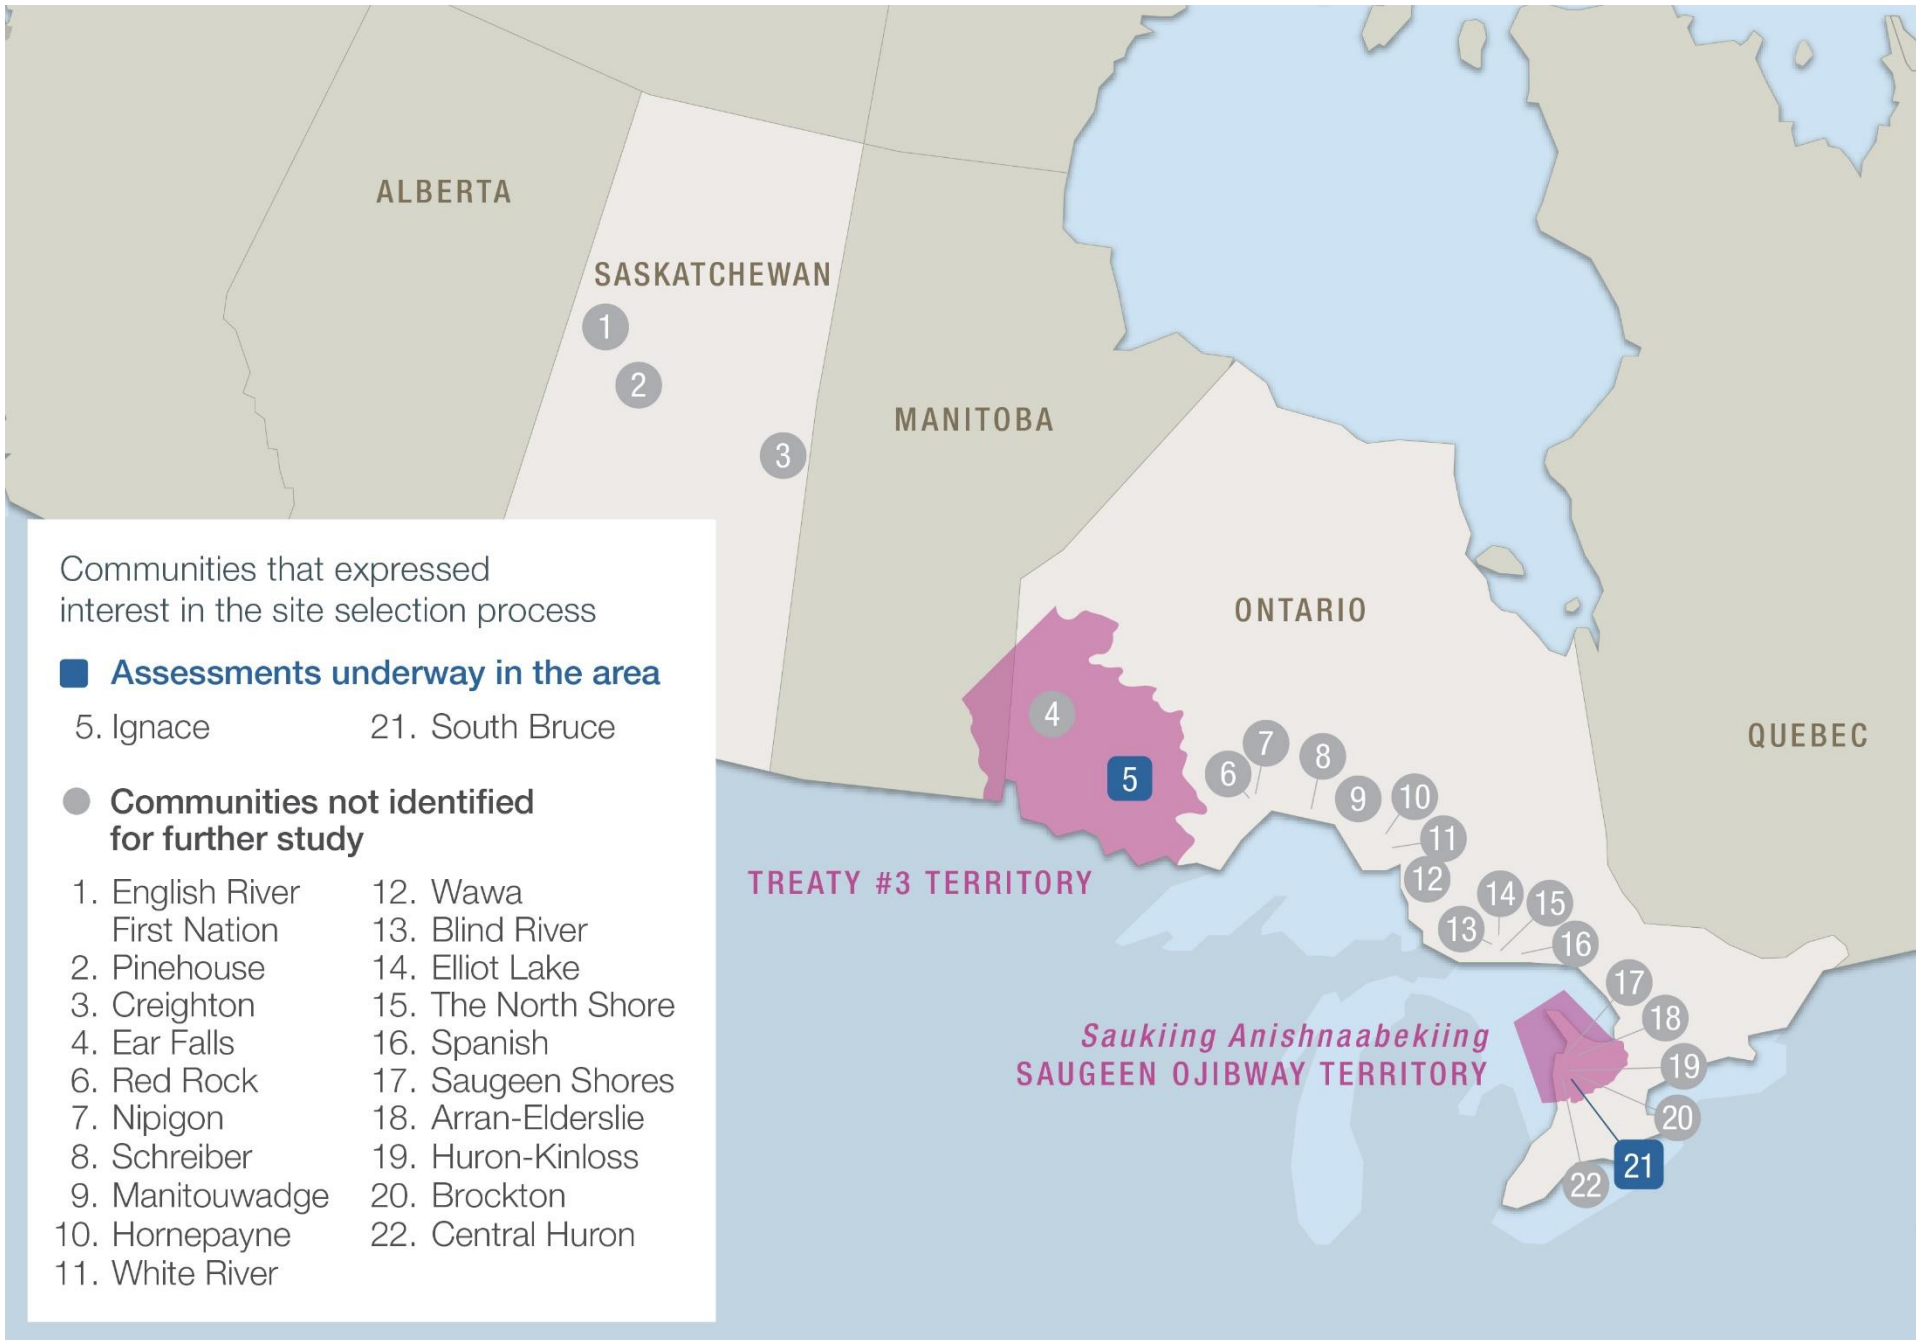 ALBERTA
SASKATCHEWAN
MANITOBA
ONTARIO
QUEBEC
1
2
3
4
5
6
7
8
9
10
11
12
13
14
15
16
17
18
19
20
21
22
TREATY #3 TERRITORY
Saukiing Anishnaabekiing
SAUGEEN OJIBWAY TERRITORY
Communities that expressed
interest in the site selection process
Assessments underway in the area
5. Ignace
21. South Bruce
Communities not identified
for further study
1. English River
First Nation
2. Pinehouse
3. Creighton
4. Ear Falls
6. Red Rock
7. Nipigon
8. Schreiber
9. Manitouwadge
10. Hornepayne
11. White River
12. Wawa
13. Blind River
14. Elliot Lake
15. The North Shore
16. Spanish
17. Saugeen Shores
18. Arran-Elderslie
19. Huron-Kinloss
20. Brockton
22. Central Huron